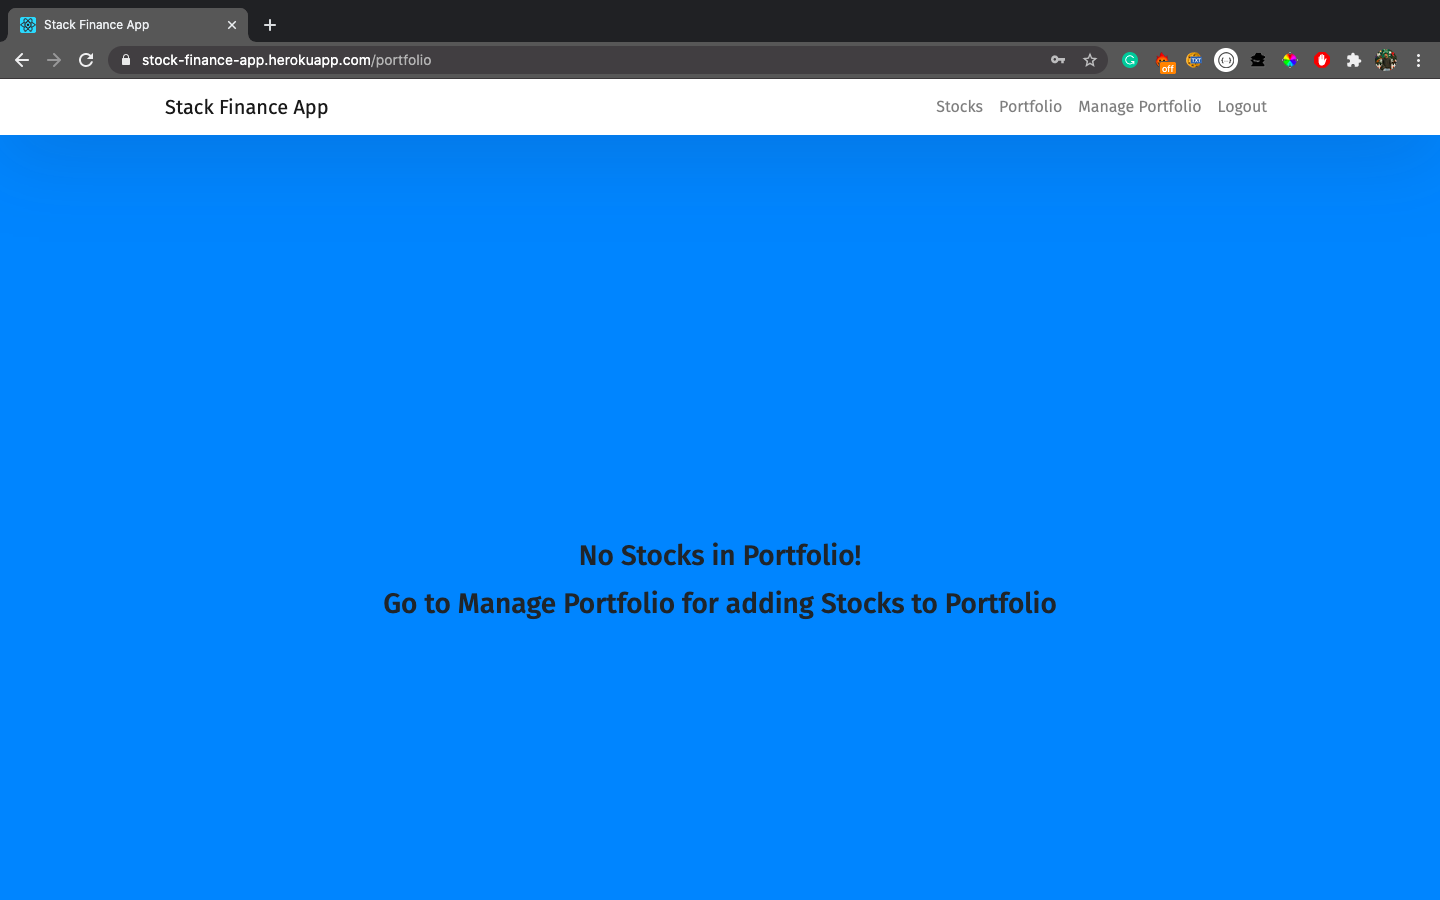 Stack Finance App
stock-finance-app.herokuapp.com/portfolio
off
TXT
Stack Finance App
Stocks Portfolio Manage Portfolio Logout
No Stocks in Portfolio!
Go to Manage Portfolio for adding Stocks to Portfolio